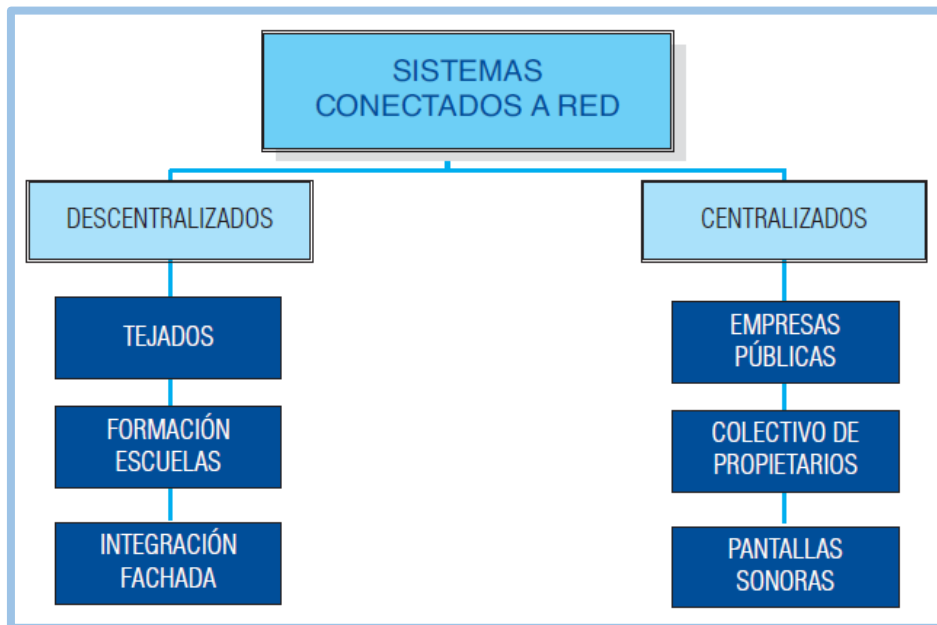 SISTEMAS
CONECTADOS A RED
DESCENTRALIZADOS
CENTRALIZADOS
TEJADOS
EMPRESAS
PÚBLICAS
FORMACIÓN
ESCUELAS
COLECTIVO DE
PROPIETARIOS
INTEGRACIÓN
FACHADA
PANTALLAS
SONORAS